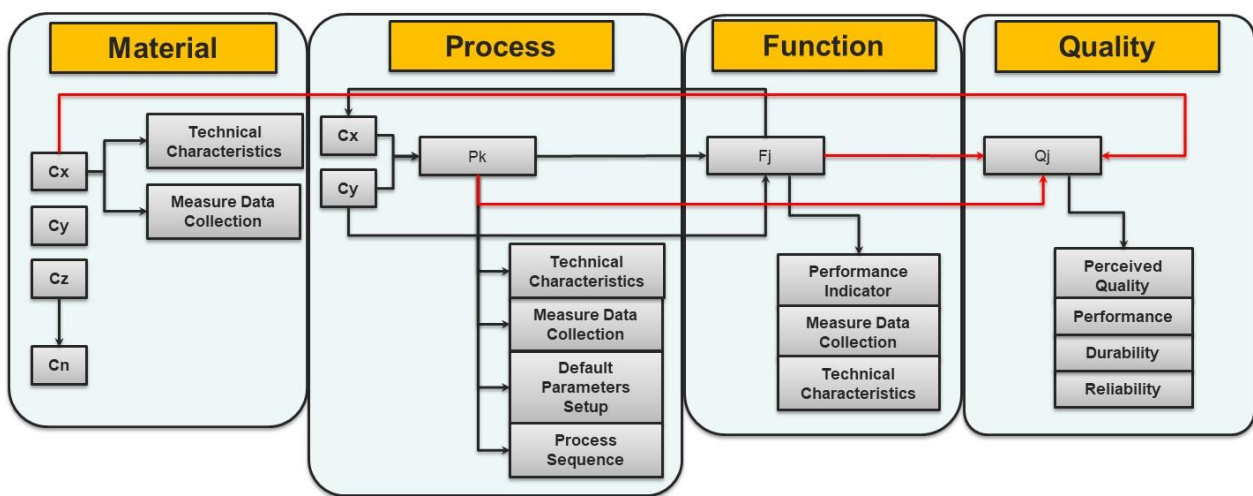 Material
Process
Function
Quality
Cx
Technical
Characteristics
Measure Data
Collection
Cy
Cz
Cn
Cx
Cy
Pk
Technical
Characteristics
Measure Data
Collection
Default
Parameters
Setup
Process
Sequence
Fj
Performance
Indicator
Measure Data
Collection
Technical
Characteristics
Qj
Perceived
Quality
Performance
Durability
Reliability